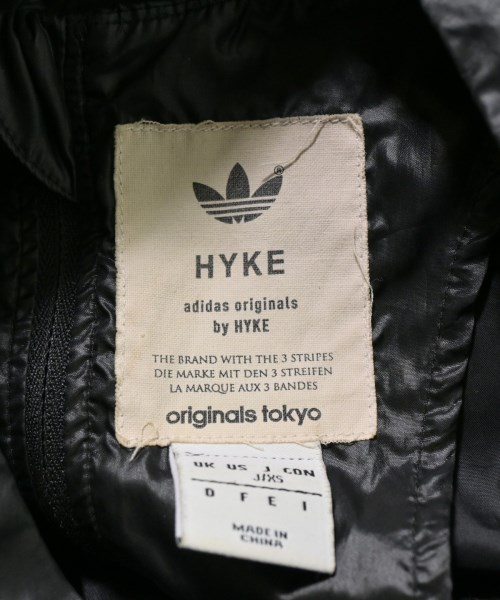 ®
HYKE
adidas originals
by HYKE
THE BRAND WITH THE 3 STRIPES
DIE MARKE MIT DEN 3 STREIFEN
LA MARQUE AUX 3 BANDES
originals tokyo
UK US J CDN
J/XS
D F E I
MADE IN
CHINA